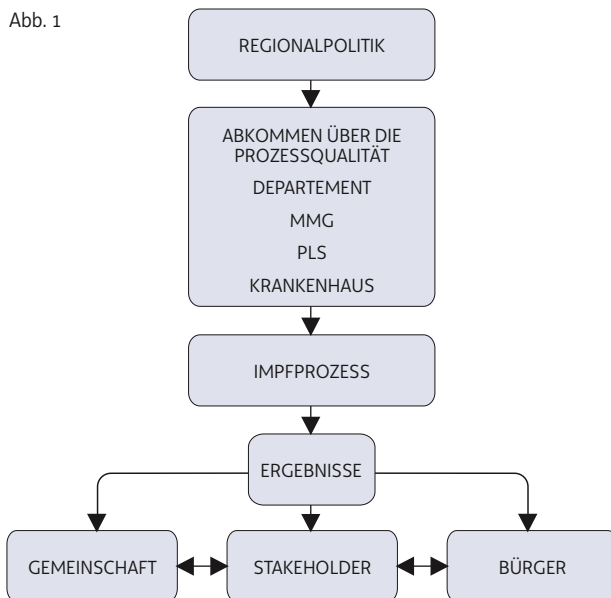 Abb. 1
REGIONALPOLITIK
ABKOMMEN ÜBER DIE
PROZESSQUALITÄT
DEPARTEMENT
MMG
PLS
KRANKENHAUS
IMPFPROZESS
ERGEBNISSE
GEMEINSCHAFT
STAKEHOLDER
BÜRGER